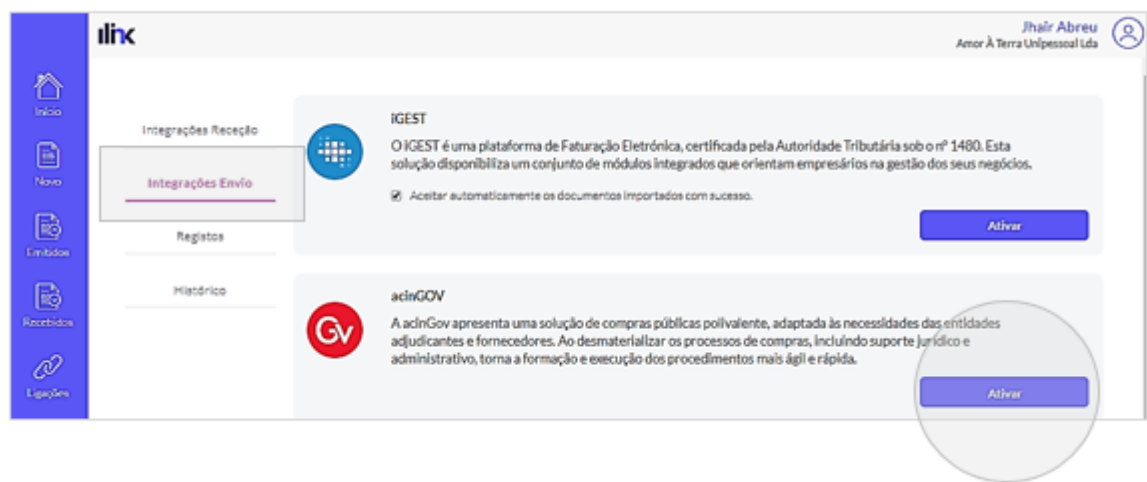 ilink
Jhair Abreu
Amor À Terra Unipessoal Lda
Início
Novo
Emitidos
Recebidos
Ligações
Integrações Receção
Integrações Envio
Registos
Histórico
iGEST
O iGEST é uma plataforma de Faturação Eletrónica, certificada pela Autoridade Tributária sob o nº 1480. Esta
solução disponibiliza um conjunto de módulos integrados que orientam empresários na gestão dos seus negócios.
Aceitar automaticamente os documentos importados com sucesso.
Ativar
Gv
acinGOV
A acinGov apresenta uma solução de compras públicas polivalente, adaptada às necessidades das entidades
adjudicantes e fornecedores. Ao desmaterializar os processos de compras, incluindo suporte jurídico e
administrativo, torna a formação e execução dos procedimentos mais ágil e rápida.
Ativar